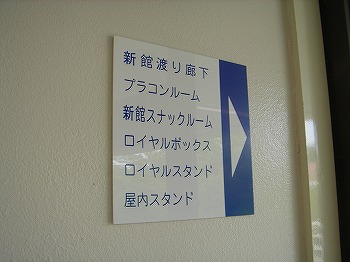 新館渡り廊下
プラコンルーム
新館スナックルーム
ロイヤルボックス
ロイヤルスタンド
屋内スタンド